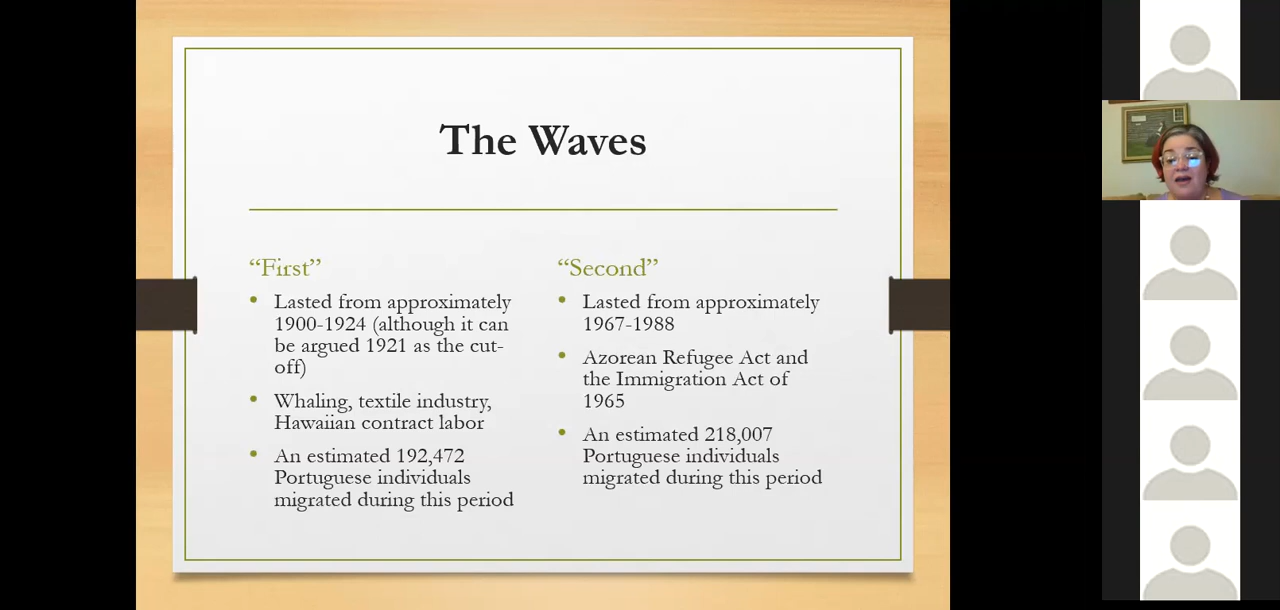 The Waves
“First”
Lasted from approximately
1900-1924 (although it can
be argued 1921 as the cut-
off)
Whaling, textile industry,
Hawaiian contract labor
An estimated 192,472
Portuguese individuals
migrated during this period
“Second”
Lasted from approximately
1967-1988
Azorean Refugee Act and
the Immigration Act of
1965
An estimated 218,007
Portuguese individuals
migrated during this period